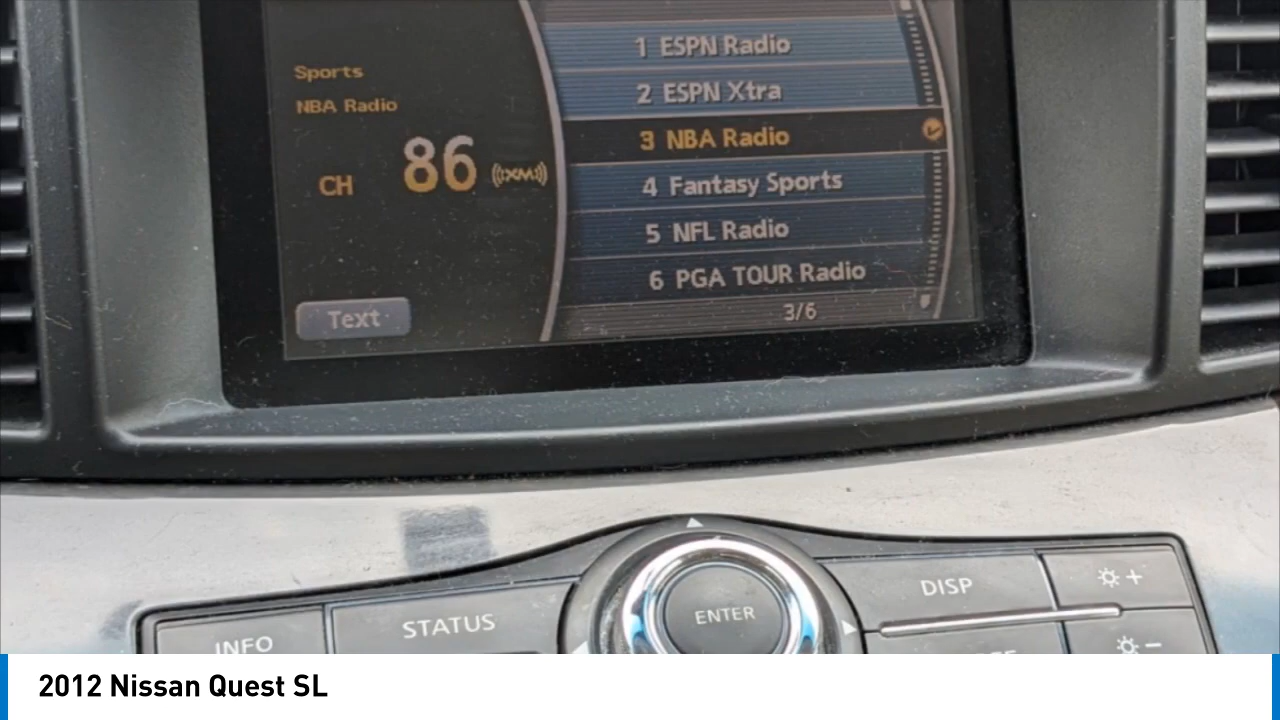 Sports
NBA Radio
CH 86 ((XM))
Text
1 ESPN Radio
2 ESPN Xtra
3 NBA Radio
4 Fantasy Sports
5 NFL Radio
6 PGA TOUR Radio
3/6
INFO
STATUS
ENTER
DISP
+
-
2012 Nissan Quest SL